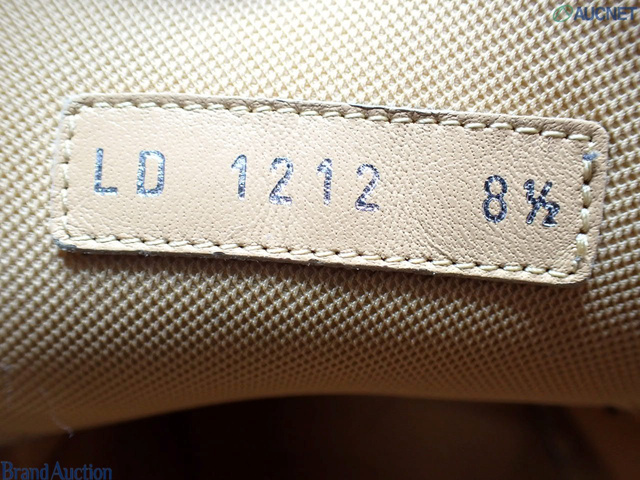 AUCNET
LD 1212 8½
Brand Auction